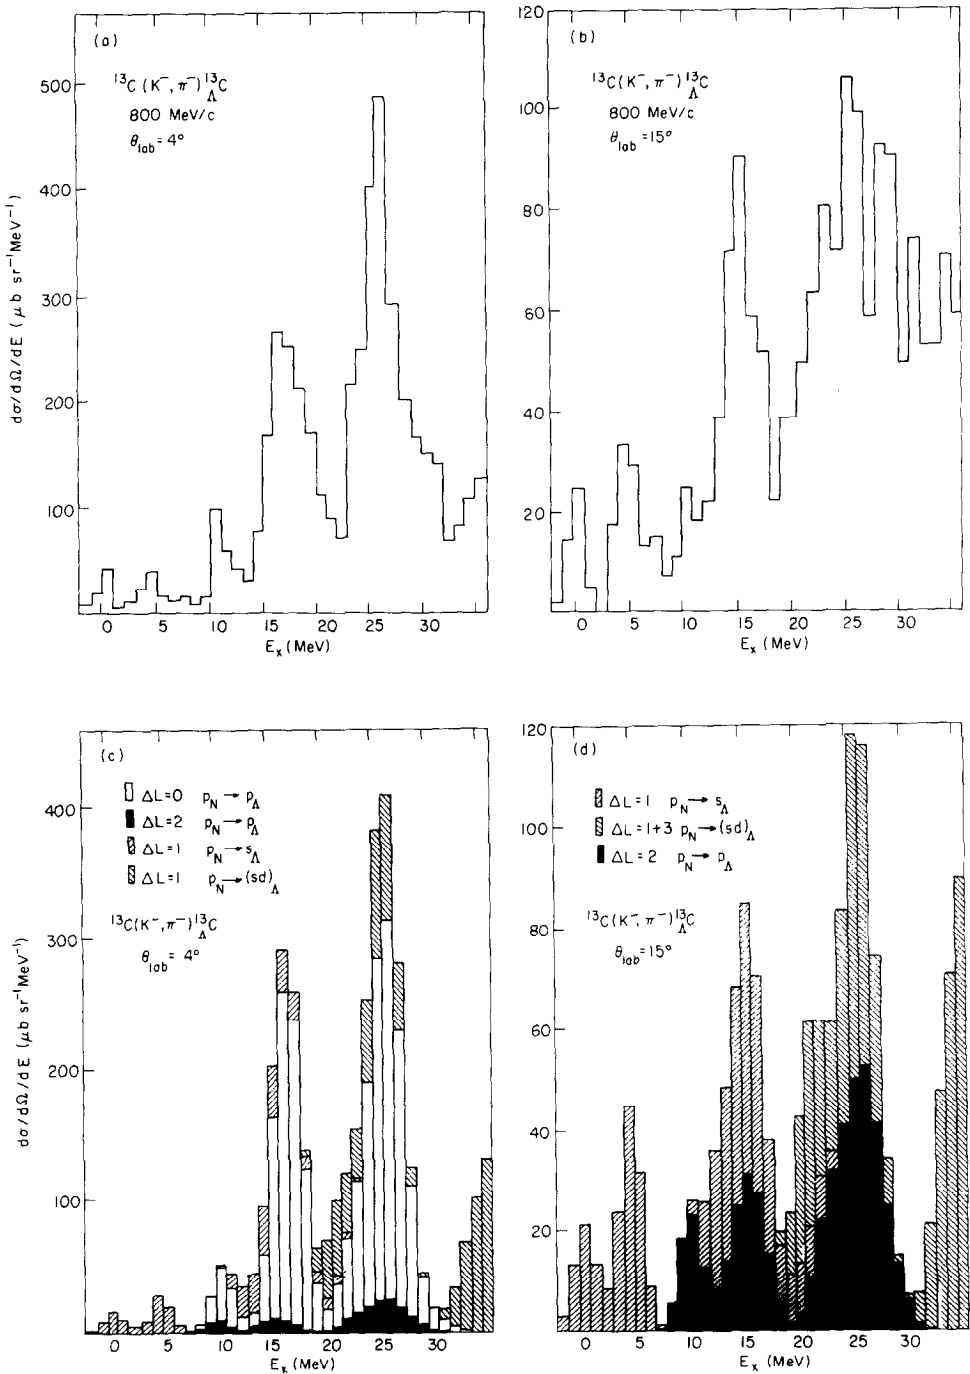 (a)
¹³C(K⁻, π⁻)¹³ΛC
800 MeV/c
θlab = 4°
500
400
300
200
100
0 5 10 15 20 25 30
Eₓ (MeV)
dσ/dΩ/dE (μb sr⁻¹MeV⁻¹)
(b)
¹³C(K⁻, π⁻)¹³ΛC
800 MeV/c
θlab = 15°
120
100
80
60
40
20
0 5 10 15 20 25 30
Eₓ (MeV)
(c)
ΔL=0 pN → pΛ
ΔL=2 pN → pΛ
ΔL=1 pN → sΛ
ΔL=1 pN → (sd)Λ
¹³C(K⁻, π⁻)¹³ΛC
θlab = 4°
400
300
200
100
0 5 10 15 20 25 30
Eₓ (MeV)
dσ/dΩ/dE (μb sr⁻¹MeV⁻¹)
(d)
ΔL=1 pN → sΛ
ΔL=1+3 pN → (sd)Λ
ΔL=2 pN → pΛ
¹³C(K⁻, π⁻)¹³ΛC
θlab = 15°
120
100
80
60
40
20
0 5 10 15 20 25 30
Eₓ (MeV)